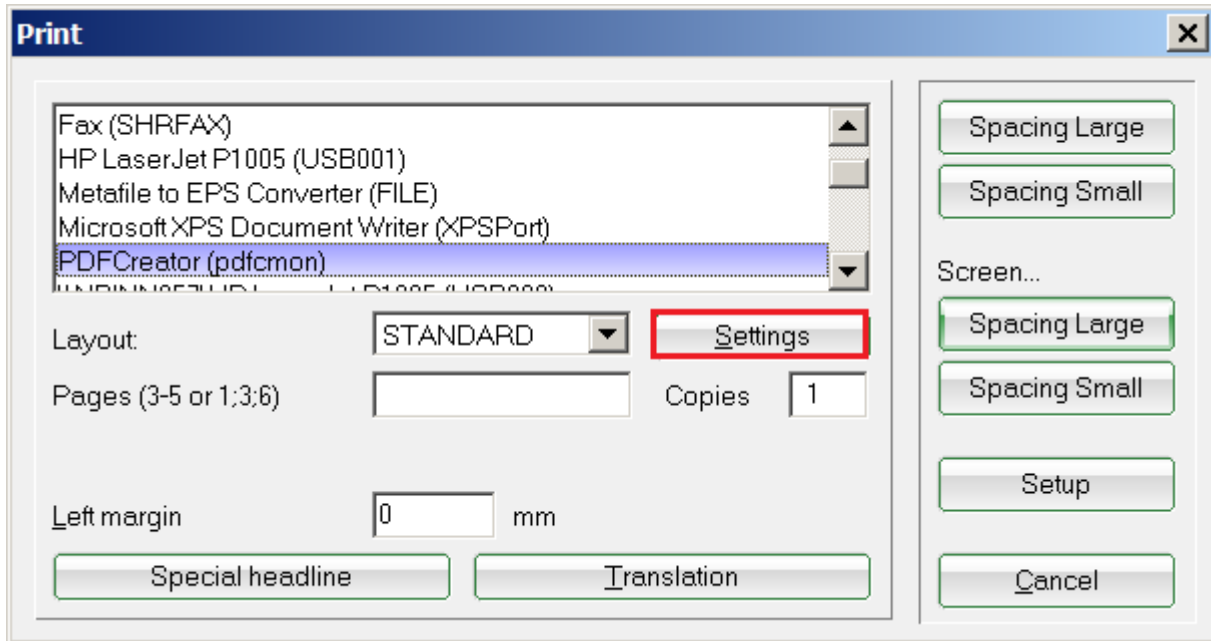 Print
Fax (SHRFAX)
HP LaserJet P1005 (USB001)
Metafile to EPS Converter (FILE)
Microsoft XPS Document Writer (XPSPort)
PDFCreator (pdfcmon)
Layout: STANDARD Settings
Pages (3-5 or 1;3;6) Copies 1
Left margin 0 mm
Special headline Translation
Spacing Large
Spacing Small
Screen...
Spacing Large
Spacing Small
Setup
Cancel